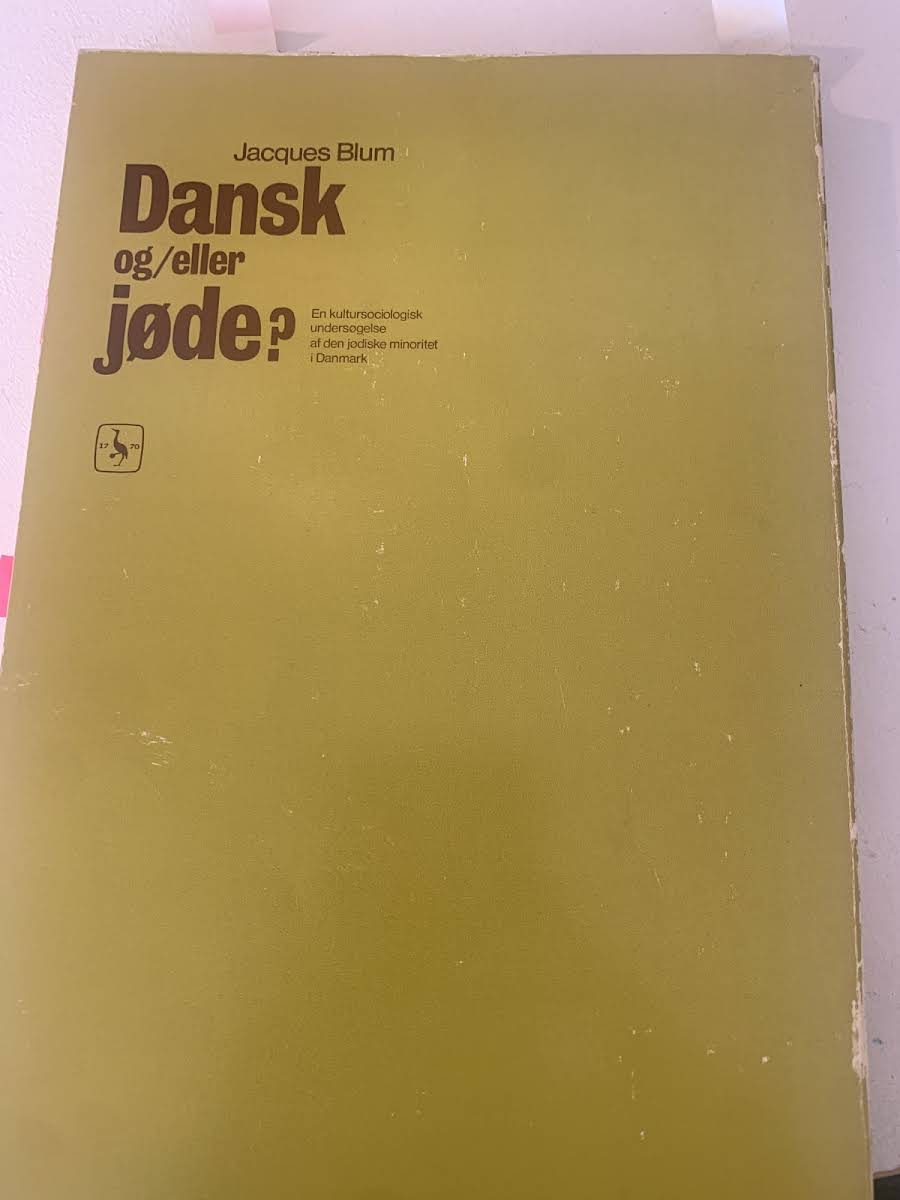 Jacques Blum
Dansk
og/eller
jøde?
En kultursociologisk
undersøgelse
af den jødiske minoritet
i Danmark
17 70